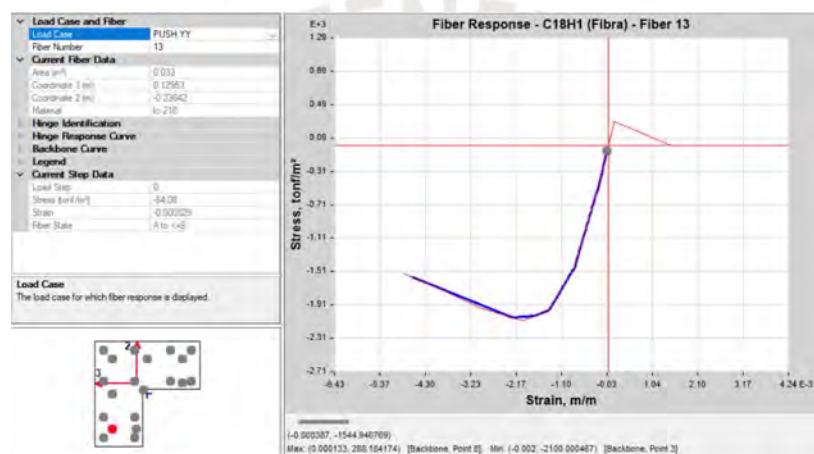 Load Case and Fiber
Load Case PUSH YY
Fiber Number 13
Current Fiber Data
Area (m²) 0.033
Coordinate 3 (m) 0.12953
Coordinate 2 (m) -0.23642
Material fc 210
Hinge Identification
Hinge Response Curve
Backbone Curve
Legend
Current Step Data
Load Step 0
Stress (tonf/m²) -64.08
Strain -0.000029
Fiber State A to <=B
Load Case
The load case for which fiber response is displayed.
2
3
Fiber Response - C18H1 (Fibra) - Fiber 13
E+3
1.29
0.89
0.49
0.09
-0.31
-0.71
-1.11
-1.51
-1.91
-2.31
-2.71
Stress, tonf/m²
-6.43 -5.37 -4.30 -3.23 -2.17 -1.10 -0.03 1.04 2.10 3.17 4.24 E-3
Strain, m/m
(-0.000387, -1544.946769)
Max: (0.000133, 288.184174) [Backbone, Point 8]; Min: (-0.002, -2100.000467) [Backbone, Point 3]